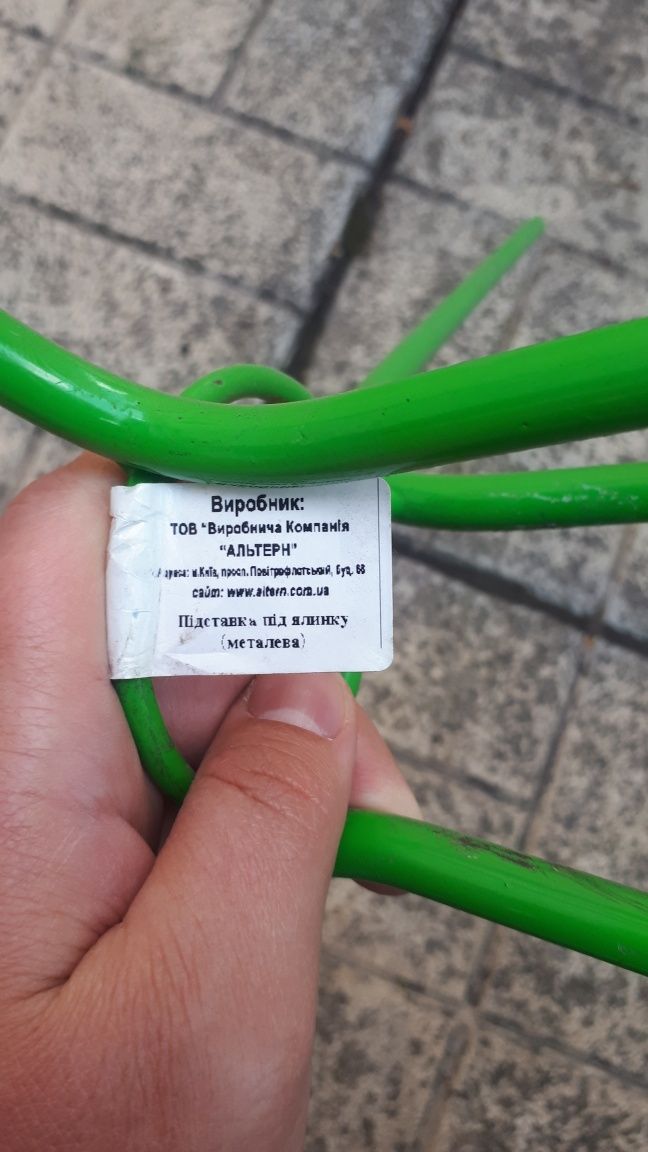 Виробник:
ТОВ "Виробнича Компанія
"АЛЬТЕРН"
Адреса: м.Київ, просп. Повітрофлотський, буд. 68
сайт: www.altern.com.ua
Підставка під ялинку
(металева)